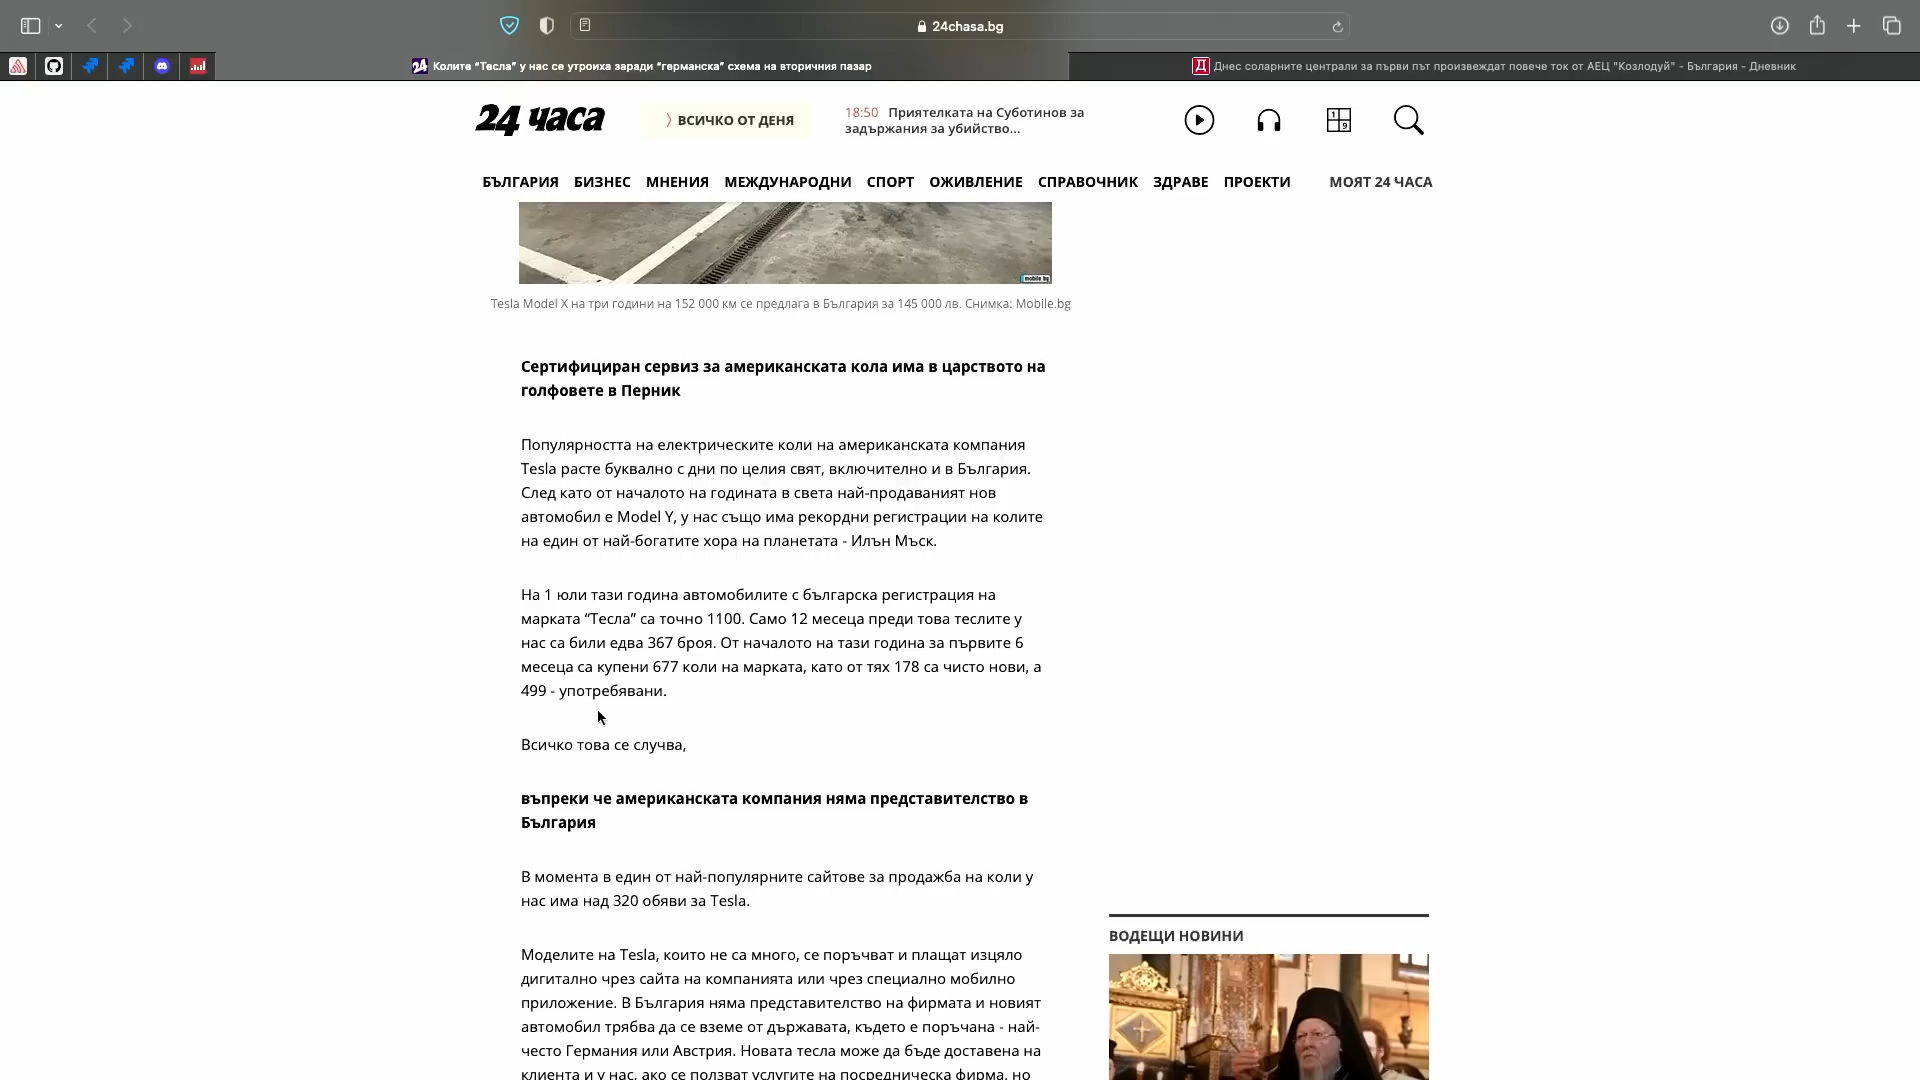 24chasa.bg
Колите “Тесла” у нас се утроиха заради “германска” схема на вторичния пазар
Днес соларните централи за първи път произвеждат повече ток от АЕЦ "Козлодуй" - България - Дневник
24 часа
ВСИЧКО ОТ ДЕНЯ
18:50 Приятелката на Суботинов за
задържания за убийство...
БЪЛГАРИЯ БИЗНЕС МНЕНИЯ МЕЖДУНАРОДНИ СПОРТ ОЖИВЛЕНИЕ СПРАВОЧНИК ЗДРАВЕ ПРОЕКТИ МОЯТ 24 ЧАСА
mobile.bg
Tesla Model X на три години на 152 000 км се предлага в България за 145 000 лв. Снимка: Mobile.bg
Сертифициран сервиз за американската кола има в царството на
голфовете в Перник
Популярността на електрическите коли на американската компания
Tesla расте буквално с дни по целия свят, включително и в България.
След като от началото на годината в света най-продаваният нов
автомобил е Model Y, у нас също има рекордни регистрации на колите
на един от най-богатите хора на планетата - Илън Мъск.
На 1 юли тази година автомобилите с българска регистрация на
марката “Тесла” са точно 1100. Само 12 месеца преди това теслите у
нас са били едва 367 броя. От началото на тази година за първите 6
месеца са купени 677 коли на марката, като от тях 178 са чисто нови, а
499 - употребявани.
Всичко това се случва,
въпреки че американската компания няма представителство в
България
В момента в един от най-популярните сайтове за продажба на коли у
нас има над 320 обяви за Tesla.
Моделите на Tesla, които не са много, се поръчват и плащат изцяло
дигитално чрез сайта на компанията или чрез специално мобилно
приложение. В България няма представителство на фирмата и новият
автомобил трябва да се вземе от държавата, където е поръчана - най-
често Германия или Австрия. Новата тесла може да бъде доставена на
клиента и у нас, ако се ползват услугите на посредническа фирма, но
ВОДЕЩИ НОВИНИ